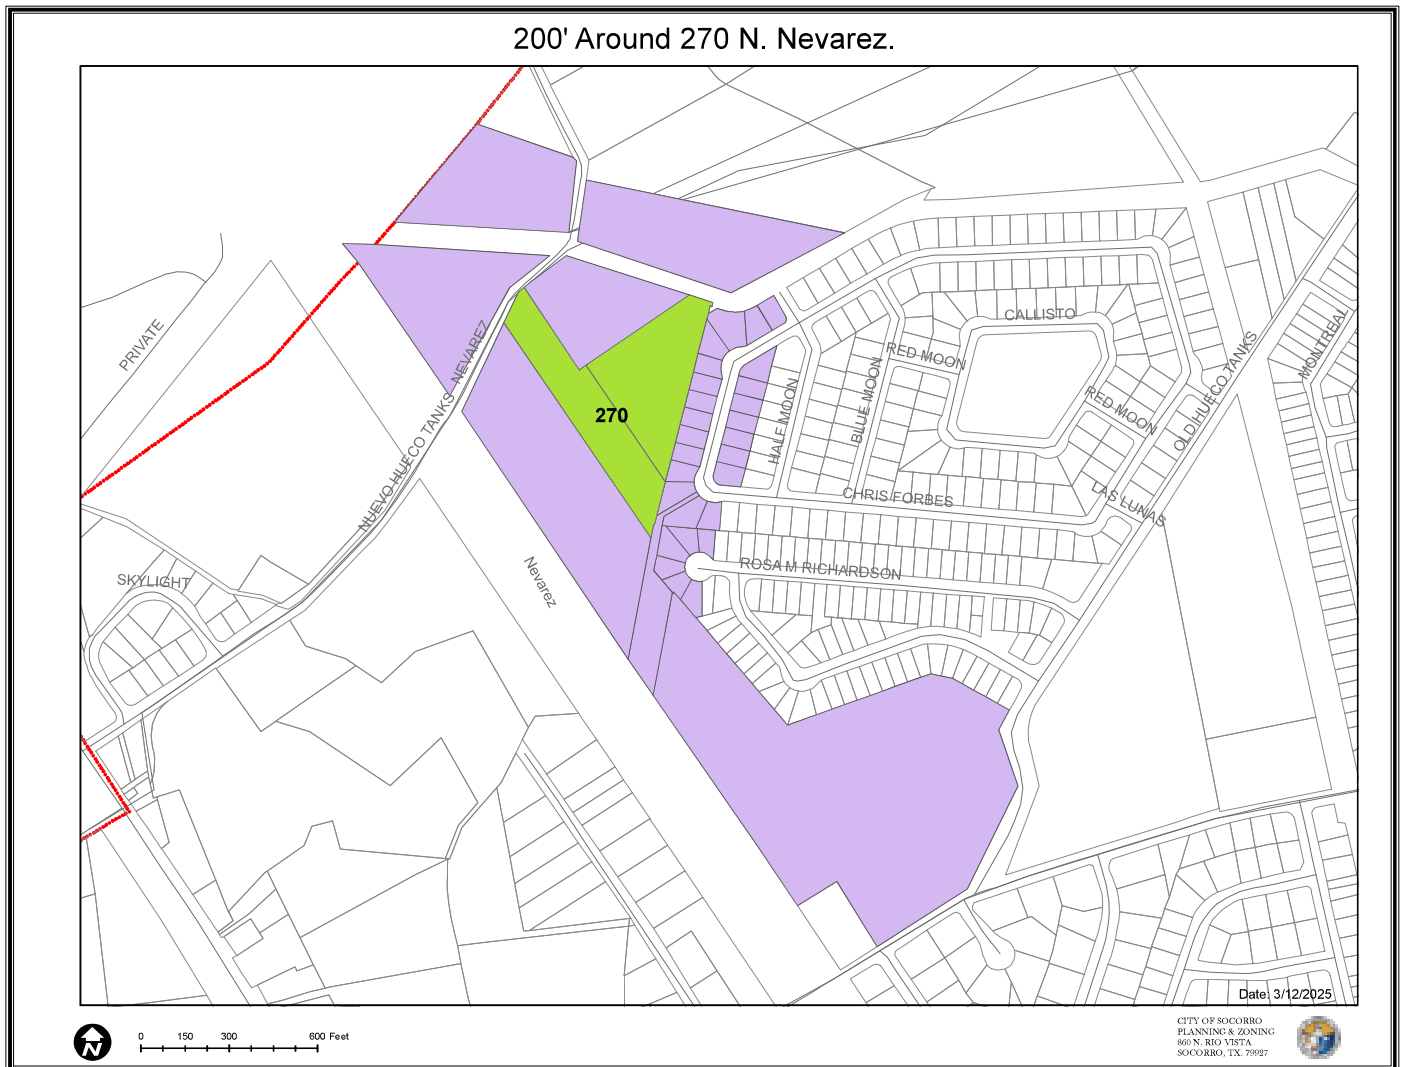 200' Around 270 N. Nevarez.
PRIVATE
NEVAREZ
NUEVO HUECO TANKS
SKYLIGHT
270
Nevarez
CALLISTO
RED MOON
BLUE MOON
HALF MOON
RED MOON
OLD HUECO TANKS
MONTREAL
CHRIS FORBES
LAS LUNAS
ROSA M RICHARDSON
Date: 3/12/2025
N
0 150 300 600 Feet
CITY OF SOCORRO
PLANNING & ZONING
860 N. RIO VISTA
SOCORRO, TX. 79927